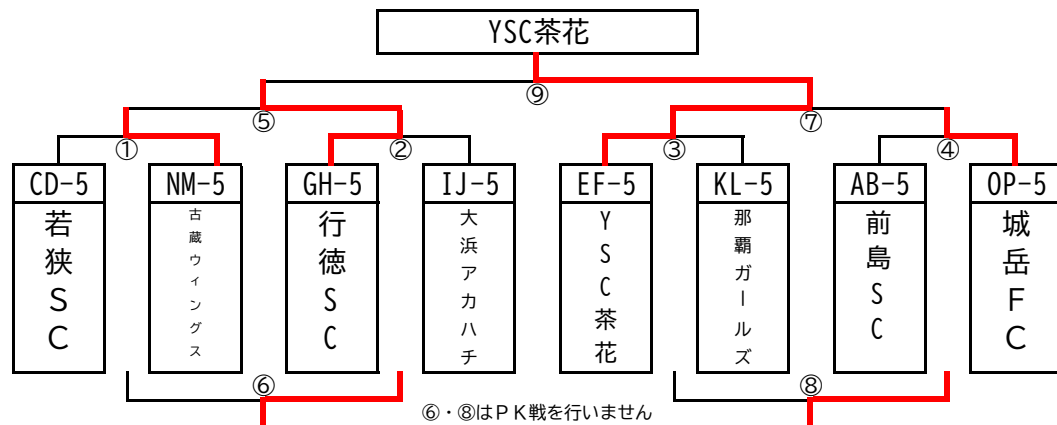 YSC茶花
⑨
⑤
⑦
①
②
③
④
CD-5
NM-5
GH-5
IJ-5
EF-5
KL-5
AB-5
OP-5
若狭ＳＣ
古蔵ウィングス
行徳SC
大浜アカハチ
YSC茶花
那覇ガールズ
前島SC
城岳ＦＣ
⑥
⑧
⑥・⑧はＰＫ戦を行いません